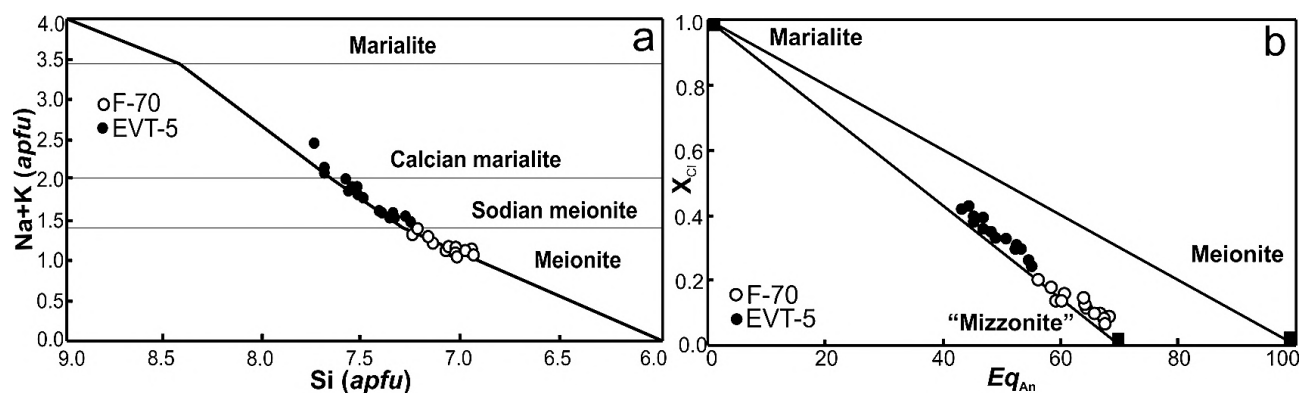 a
4.0
3.5
3.0
2.5
2.0
1.5
1.0
0.5
0.0
Na+K (apfu)
Marialite
F-70
EVT-5
Calcian marialite
Sodian meionite
Meionite
9.0 8.5 8.0 7.5 7.0 6.5 6.0
Si (apfu)
b
1.0
0.8
0.6
0.4
0.2
0.0
XCl
Marialite
Meionite
F-70
EVT-5
“Mizzonite”
0 20 40 60 80 100
EqAn